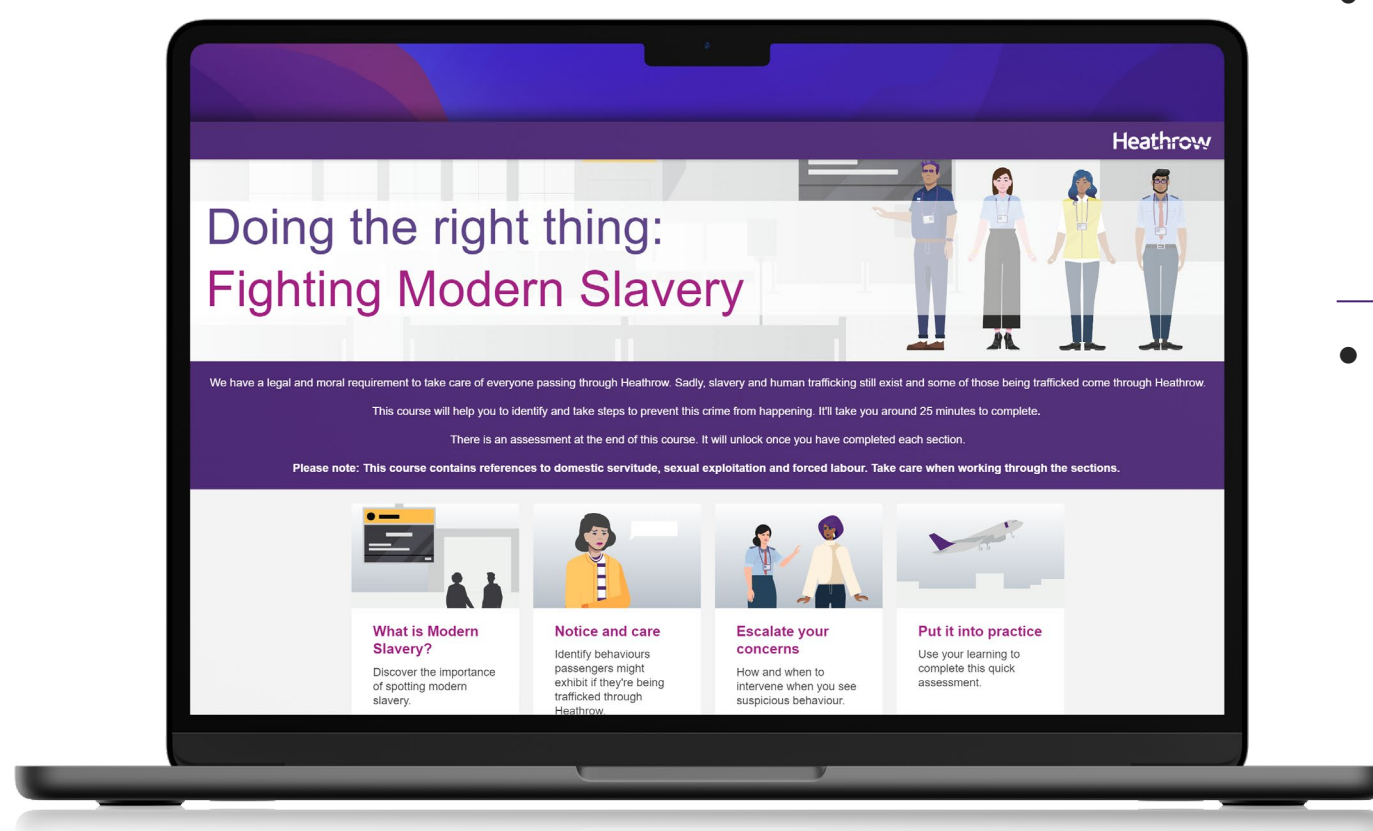 Heathrow
Doing the right thing:
Fighting Modern Slavery
We have a legal and moral requirement to take care of everyone passing through Heathrow. Sadly, slavery and human trafficking still exist and some of those being trafficked come through Heathrow.
This course will help you to identify and take steps to prevent this crime from happening. It'll take you around 25 minutes to complete.
There is an assessment at the end of this course. It will unlock once you have completed each section.
Please note: This course contains references to domestic servitude, sexual exploitation and forced labour. Take care when working through the sections.
What is Modern
Slavery?
Discover the importance
of spotting modern
slavery.
Notice and care
Identify behaviours
passengers might
exhibit if they're being
trafficked through
Heathrow.
Escalate your
concerns
How and when to
intervene when you see
suspicious behaviour.
Put it into practice
Use your learning to
complete this quick
assessment.